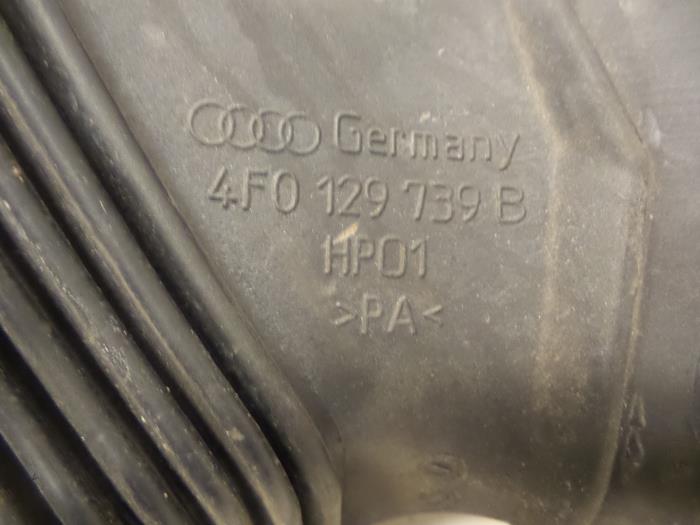 Germany
4F0 129 739 B
HP01
>PA<